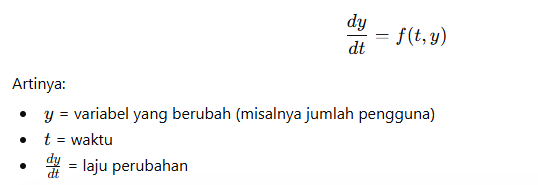 dy/dt = f(t, y)
Artinya:
• y = variabel yang berubah (misalnya jumlah pengguna)
• t = waktu
• dy/dt = laju perubahan